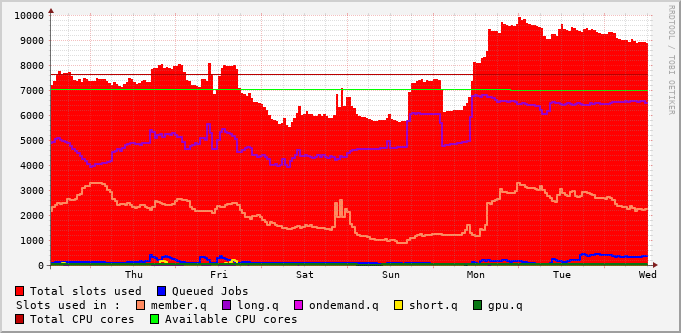 RRDTOOL / TOBI OETIKER
10000
9000
8000
7000
6000
5000
4000
3000
2000
1000
0
Thu Fri Sat Sun Mon Tue Wed
Total slots used Queued Jobs
Slots used in : member.q long.q ondemand.q short.q gpu.q
Total CPU cores Available CPU cores